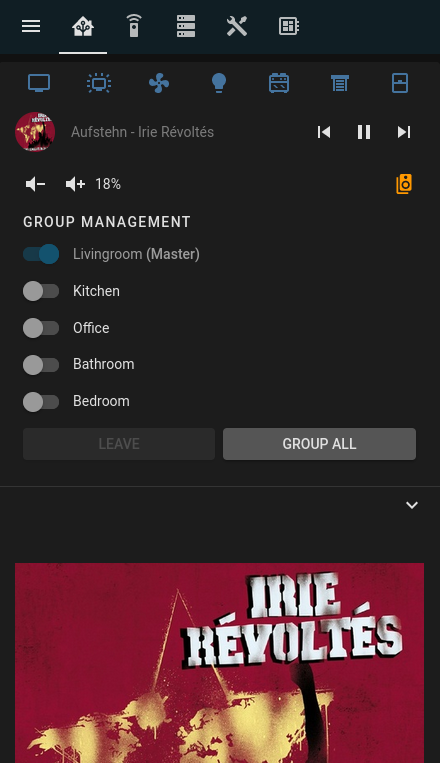 Aufstehn - Irie Révoltés
18%
GROUP MANAGEMENT
Livingroom (Master)
Kitchen
Office
Bathroom
Bedroom
LEAVE GROUP ALL
IRIE
RÉVOLTÉS